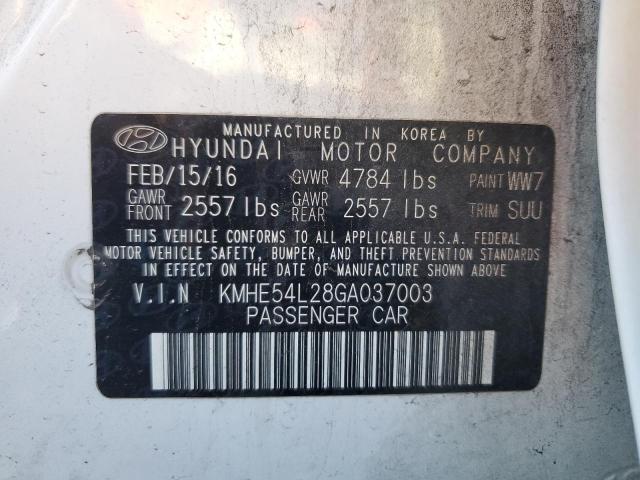 MANUFACTURED IN KOREA BY
HYUNDAI MOTOR COMPANY
FEB/15/16 GVWR 4784 lbs PAINT WW7
GAWR FRONT 2557 lbs GAWR REAR 2557 lbs TRIM SUU
THIS VEHICLE CONFORMS TO ALL APPLICABLE U.S.A. FEDERAL
MOTOR VEHICLE SAFETY, BUMPER, AND THEFT PREVENTION STANDARDS
IN EFFECT ON THE DATE OF MANUFACTURE SHOWN ABOVE
V.I.N KMHE54L28GA037003
PASSENGER CAR